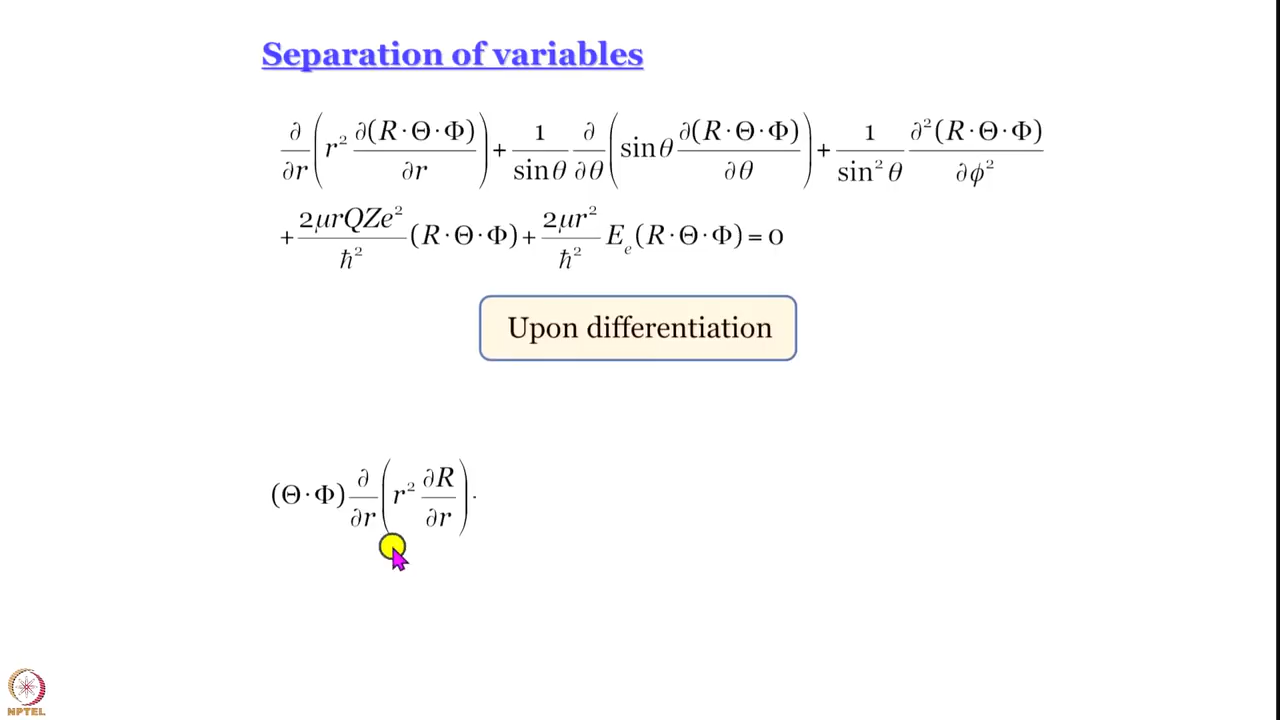 Separation of variables
∂/∂r (r² ∂(R·Θ·Φ)/∂r) + 1/sinθ ∂/∂θ (sinθ ∂(R·Θ·Φ)/∂θ) + 1/sin²θ ∂²(R·Θ·Φ)/∂ϕ²
+ 2μrQZe²/ℏ² (R·Θ·Φ) + 2μr²/ℏ² Eₑ(R·Θ·Φ) = 0
Upon differentiation
(Θ·Φ) ∂/∂r (r² ∂R/∂r)
NPTEL